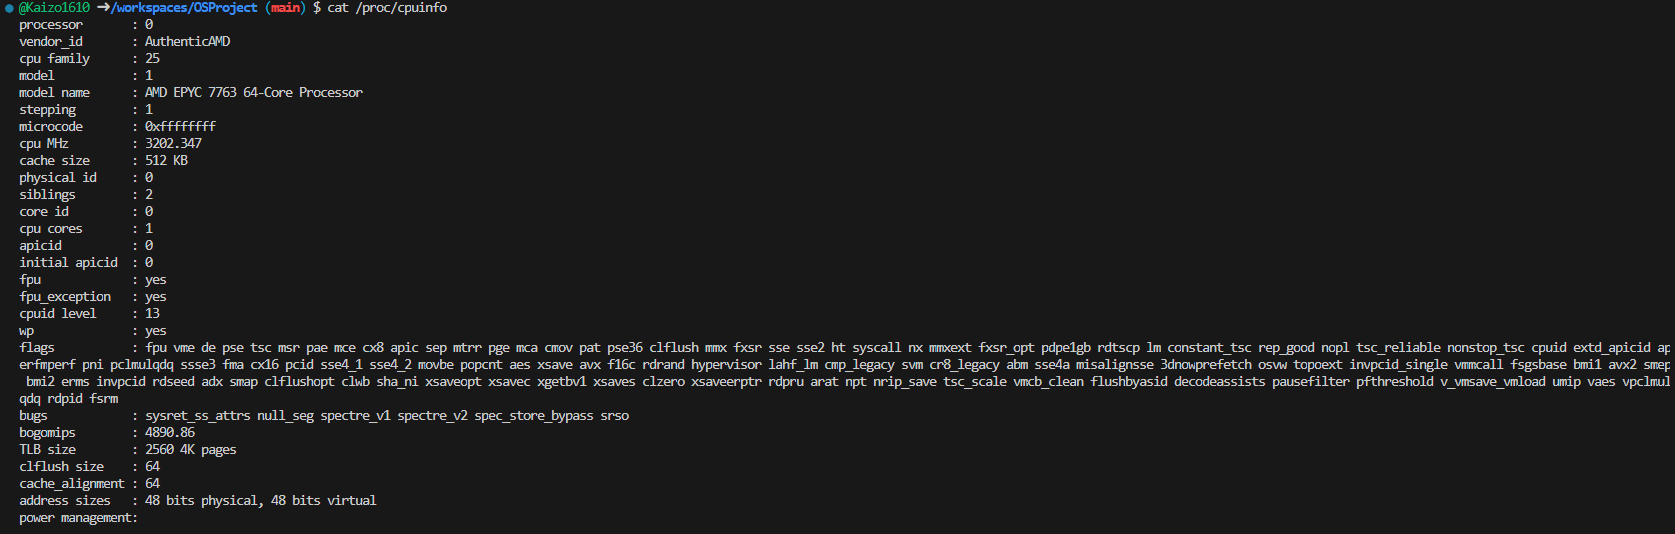 @Kaizo1610 ➜/workspaces/OSProject (main) $ cat /proc/cpuinfo
processor : 0
vendor_id : AuthenticAMD
cpu family : 25
model : 1
model name : AMD EPYC 7763 64-Core Processor
stepping : 1
microcode : 0xffffffff
cpu MHz : 3202.347
cache size : 512 KB
physical id : 0
siblings : 2
core id : 0
cpu cores : 1
apicid : 0
initial apicid : 0
fpu : yes
fpu_exception : yes
cpuid level : 13
wp : yes
flags : fpu vme de pse tsc msr pae mce cx8 apic sep mtrr pge mca cmov pat pse36 clflush mmx fxsr sse sse2 ht syscall nx mmxext fxsr_opt pdpe1gb rdtscp lm constant_tsc rep_good nopl tsc_reliable nonstop_tsc cpuid extd_apicid ap
erfmperf pni pclmulqdq ssse3 fma cx16 pcid sse4_1 sse4_2 movbe popcnt aes xsave avx f16c rdrand hypervisor lahf_lm cmp_legacy svm cr8_legacy abm sse4a misalignsse 3dnowprefetch osvw topoext invpcid_single vmmcall fsgsbase bmi1 avx2 smep
bmi2 erms invpcid rdseed adx smap clflushopt clwb sha_ni xsaveopt xsavec xgetbv1 xsaves clzero xsaveerptr rdpru arat npt nrip_save tsc_scale vmcb_clean flushbyasid decodeassists pausefilter pfthreshold v_vmsave_vmload umip vaes vpclmul
qdq rdpid fsrm
bugs : sysret_ss_attrs null_seg spectre_v1 spectre_v2 spec_store_bypass srso
bogomips : 4890.86
TLB size : 2560 4K pages
clflush size : 64
cache_alignment : 64
address sizes : 48 bits physical, 48 bits virtual
power management: